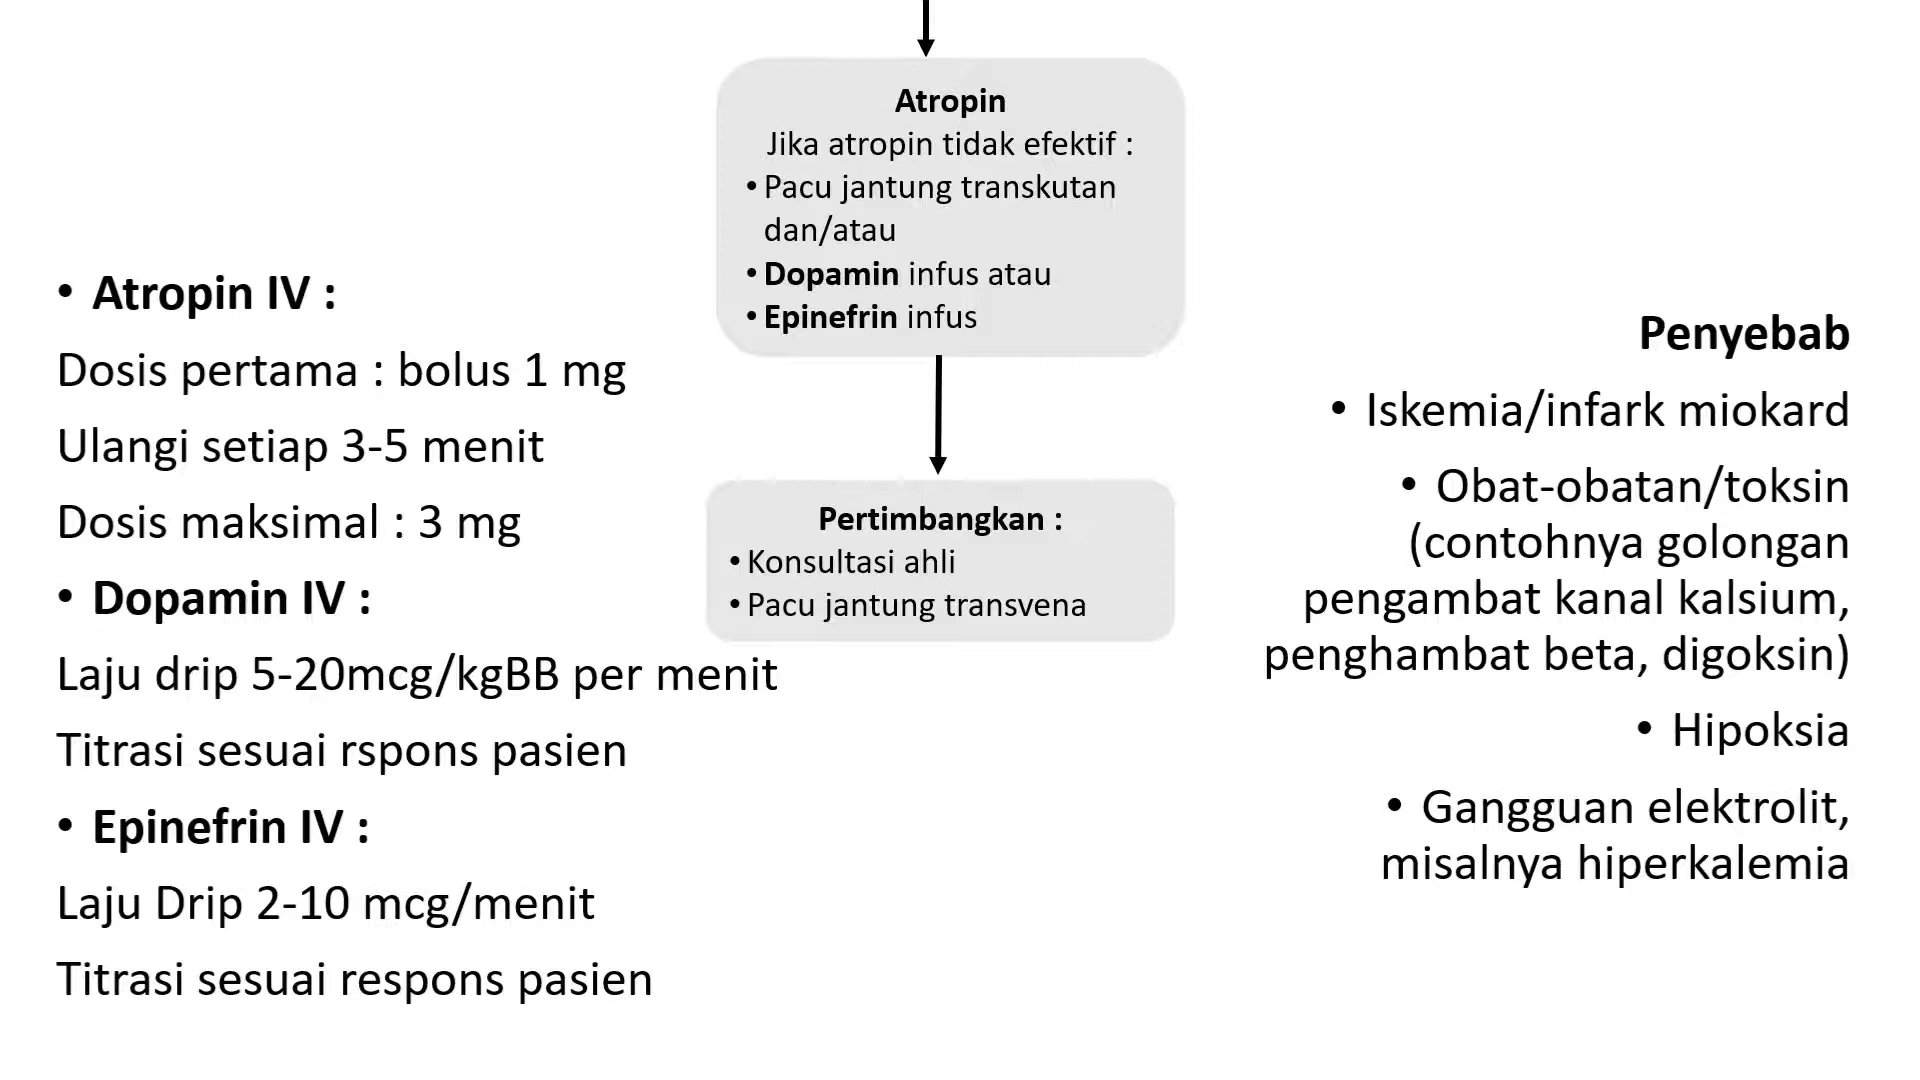 Atropin
Jika atropin tidak efektif :
• Pacu jantung transkutan
dan/atau
• Dopamin infus atau
• Epinefrin infus
Pertimbangkan :
• Konsultasi ahli
• Pacu jantung transvena
• Atropin IV :
Dosis pertama : bolus 1 mg
Ulangi setiap 3-5 menit
Dosis maksimal : 3 mg
• Dopamin IV :
Laju drip 5-20mcg/kgBB per menit
Titrasi sesuai rspons pasien
• Epinefrin IV :
Laju Drip 2-10 mcg/menit
Titrasi sesuai respons pasien
Penyebab
• Iskemia/infark miokard
• Obat-obatan/toksin
(contohnya golongan
pengambat kanal kalsium,
penghambat beta, digoksin)
• Hipoksia
• Gangguan elektrolit,
misalnya hiperkalemia